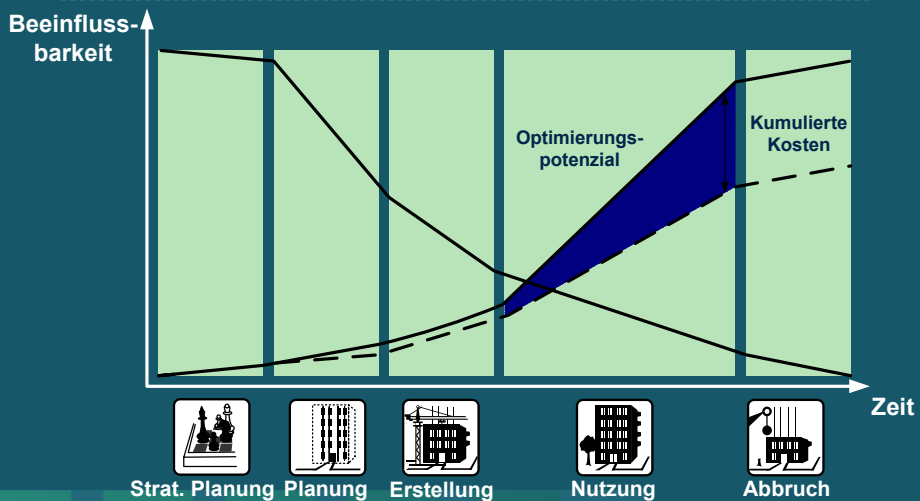 Beeinfluss-
barkeit
Optimierungs-
potenzial
Kumulierte
Kosten
Zeit
Strat. Planung
Planung
Erstellung
Nutzung
Abbruch